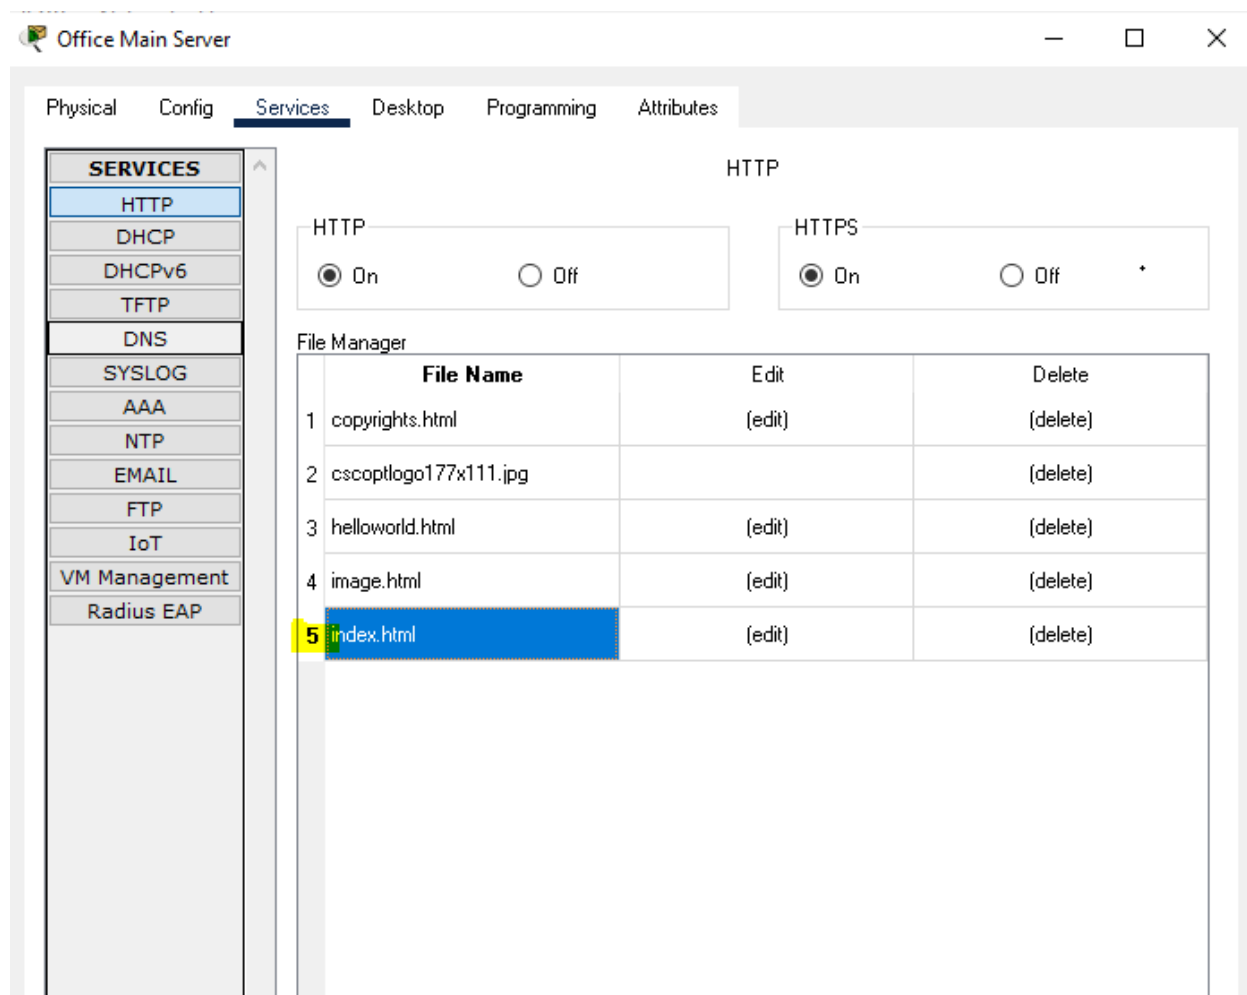 Office Main Server
Physical Config Services Desktop Programming Attributes
SERVICES
HTTP
DHCP
DHCPv6
TFTP
DNS
SYSLOG
AAA
NTP
EMAIL
FTP
IoT
VM Management
Radius EAP
HTTP
HTTP
On Off
HTTPS
On Off
File Manager
File Name Edit Delete
1 copyrights.html (edit) (delete)
2 cscoptlogo177x111.jpg (delete)
3 helloworld.html (edit) (delete)
4 image.html (edit) (delete)
5 index.html (edit) (delete)